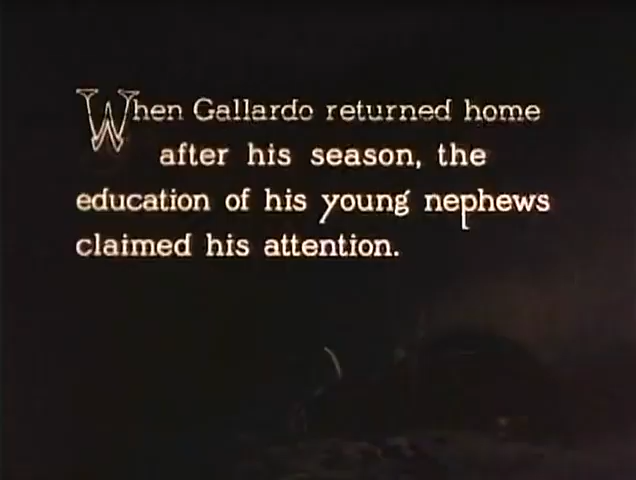 When Gallardo returned home
after his season, the
education of his young nephews
claimed his attention.